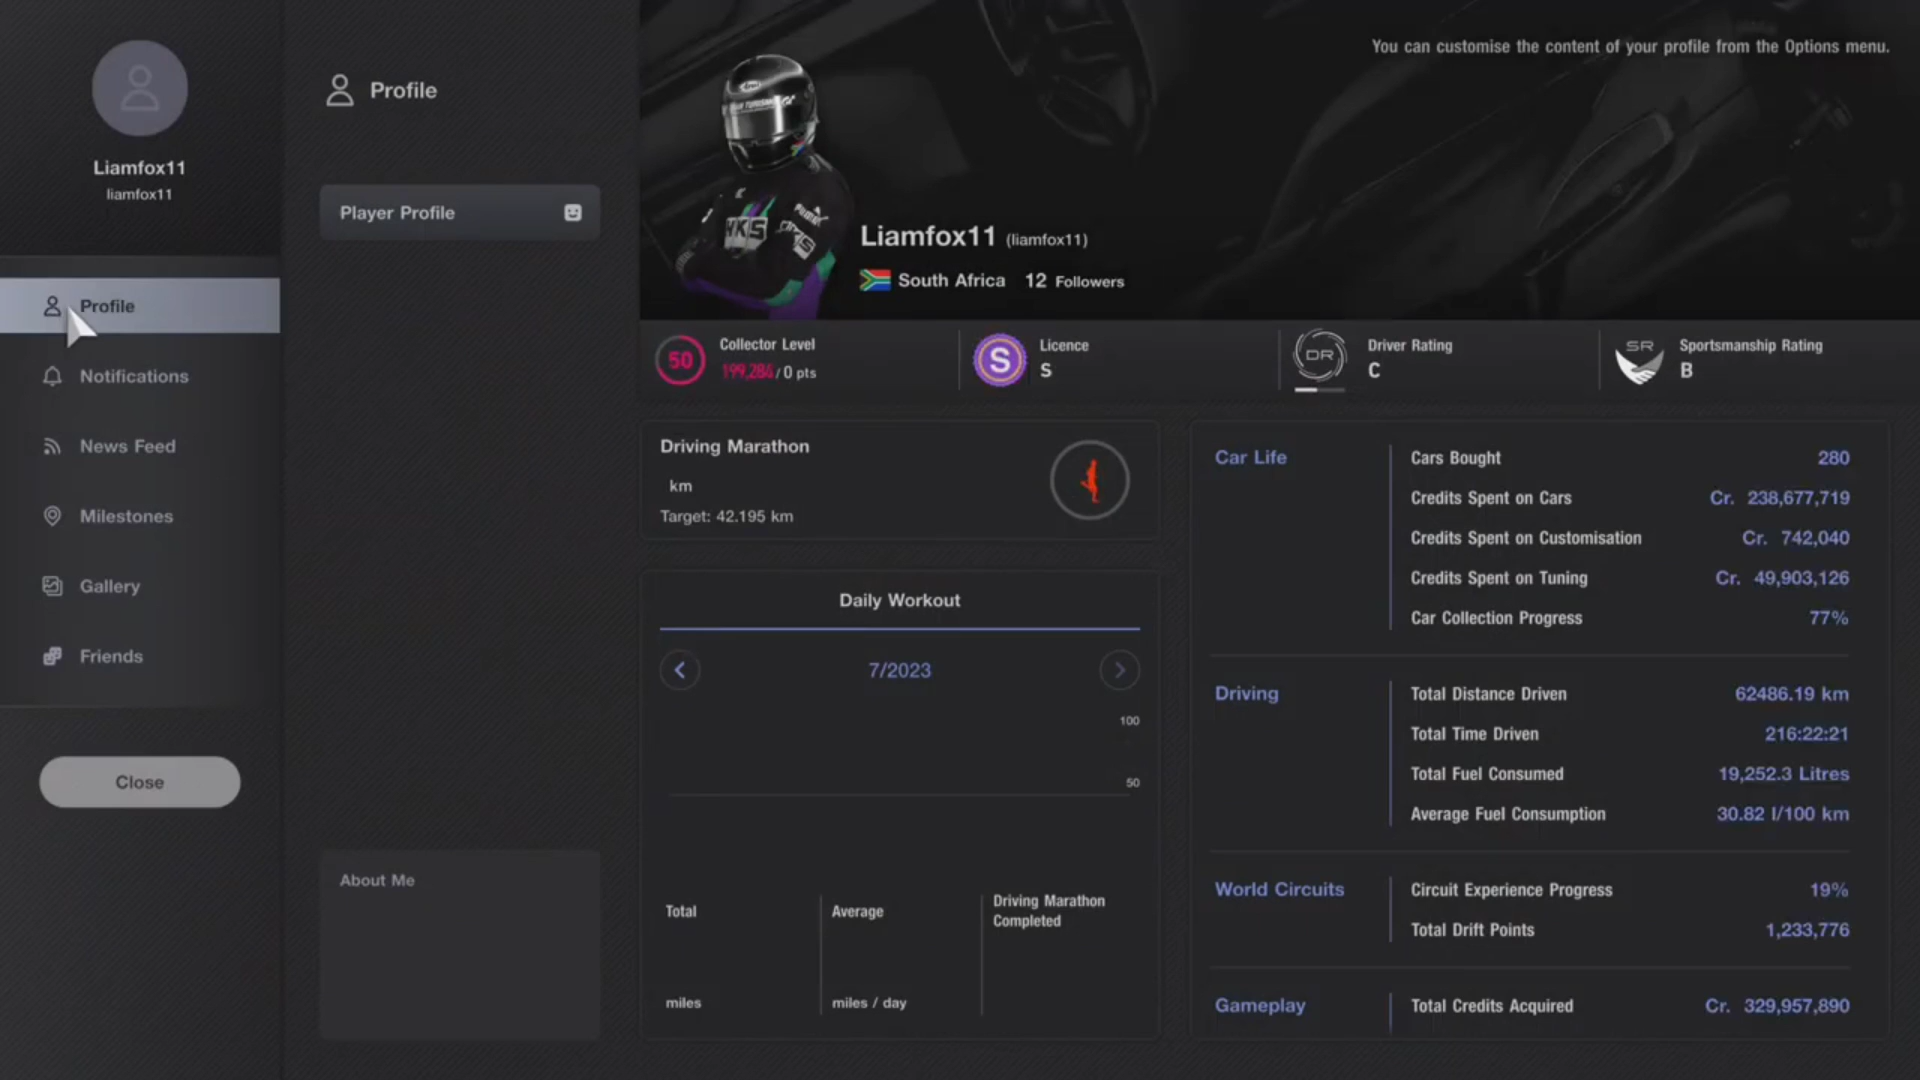 Liamfox11
liamfox11
Profile
Notifications
News Feed
Milestones
Gallery
Friends
Close
Profile
Player Profile
About Me
You can customise the content of your profile from the Options menu.
HKS
PUMA
HKS
Liamfox11 (liamfox11)
South Africa 12 Followers
50 Collector Level
199,284 / 0 pts
S Licence
S
DR Driver Rating
C
SR Sportsmanship Rating
B
Driving Marathon
km
Target: 42.195 km
Daily Workout
7/2023
100
50
Total
miles
Average
miles / day
Driving Marathon
Completed
Car Life
Cars Bought 280
Credits Spent on Cars Cr. 238,677,719
Credits Spent on Customisation Cr. 742,040
Credits Spent on Tuning Cr. 49,903,126
Car Collection Progress 77%
Driving
Total Distance Driven 62486.19 km
Total Time Driven 216:22:21
Total Fuel Consumed 19,252.3 Litres
Average Fuel Consumption 30.82 l/100 km
World Circuits
Circuit Experience Progress 19%
Total Drift Points 1,233,776
Gameplay
Total Credits Acquired Cr. 329,957,890